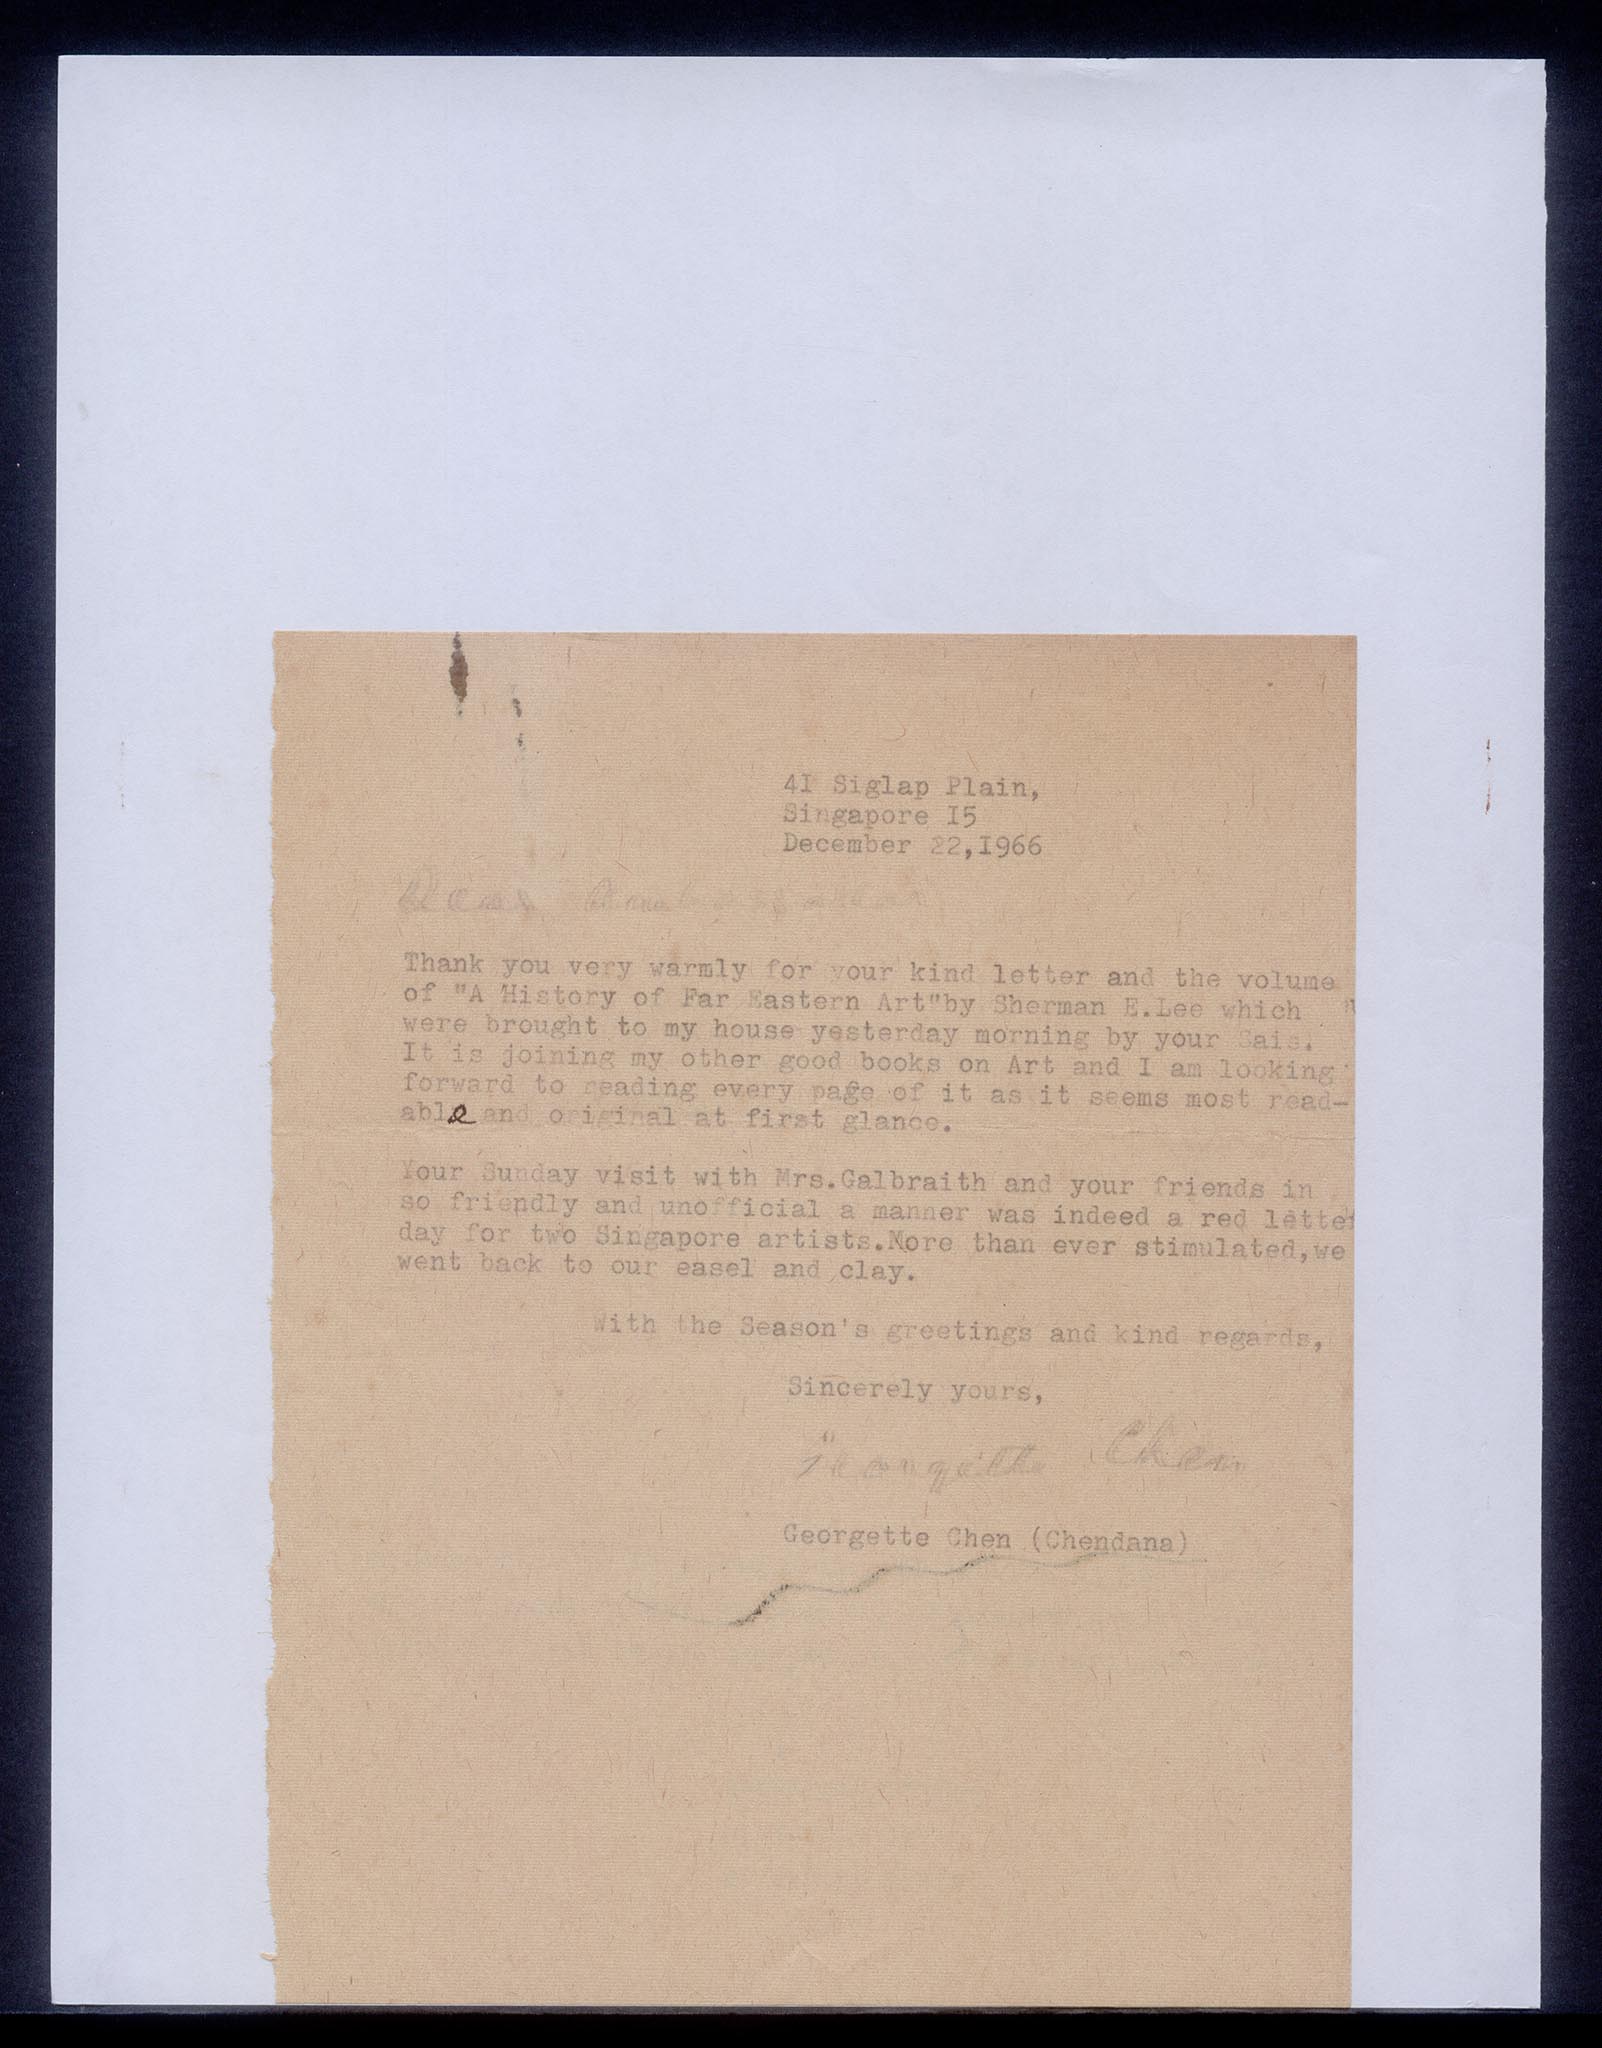 4I Siglap Plain,
Singapore I5
December 22,I966
Dear Ambassador
Thank you very warmly for your kind letter and the volume
of "A History of Far Eastern Art"by Sherman E.Lee which
were brought to my house yesterday morning by your Sais.
It is joining my other good books on Art and I am looking
forward to reading every page of it as it seems most read-
able and original at first glance.
Your Sunday visit with Mrs.Galbraith and your friends in
so friendly and unofficial a manner was indeed a red letter
day for two Singapore artists.More than ever stimulated,we
went back to our easel and clay.
With the Season's greetings and kind regards,
Sincerely yours,
Georgette Chen
Georgette Chen (Chendana)